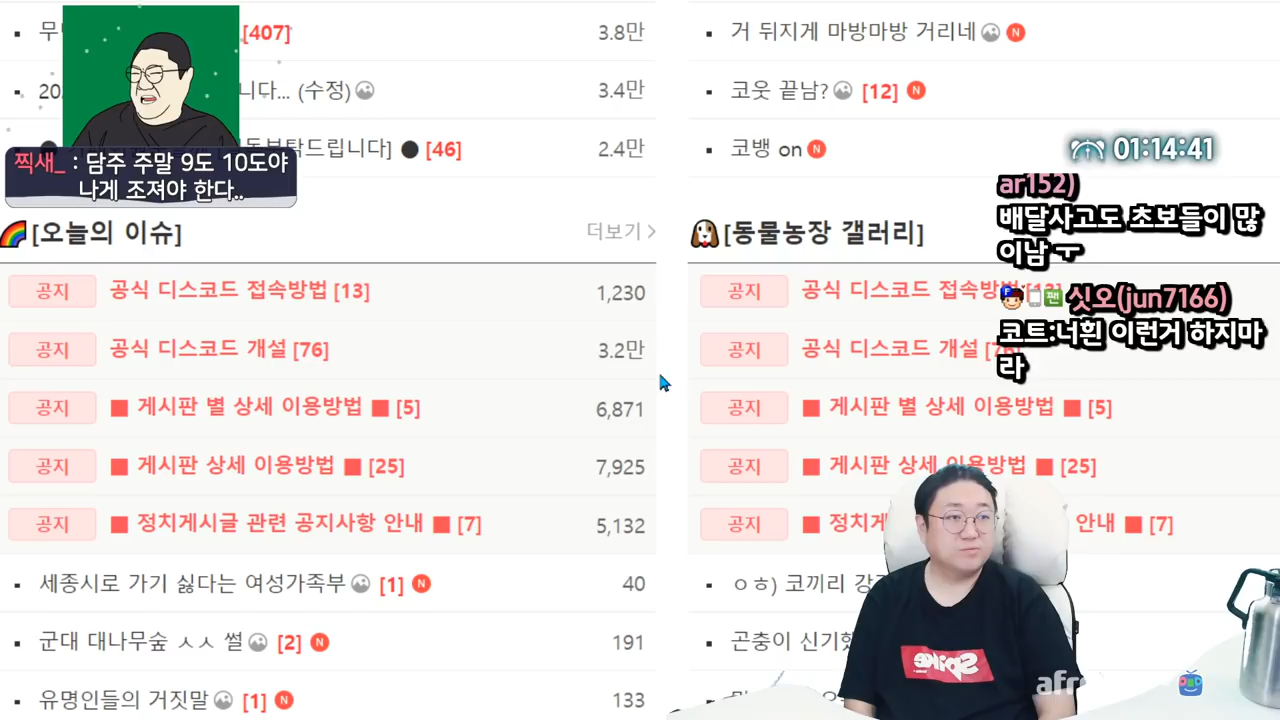 [407]
3.8만
니다... (수정)
3.4만
부탁드립니다] ● [46]
2.4만
찍새_ : 담주 주말 9도 10도야
나게 조져야 한다..
거 뒤지게 마방마방 거리네 N
코웃 끝남? [12] N
코뱅 on N
01:14:41
ar152)
배달사고도 초보들이 많
이남 ㅜ
싯오(jun7166)
코트:너흰 이런거 하지마
라
[오늘의 이슈]
더보기
공지 공식 디스코드 접속방법 [13] 1,230
공지 공식 디스코드 개설 [76] 3.2만
공지 ■ 게시판 별 상세 이용방법 ■ [5] 6,871
공지 ■ 게시판 상세 이용방법 ■ [25] 7,925
공지 ■ 정치게시글 관련 공지사항 안내 ■ [7] 5,132
세종시로 가기 싫다는 여성가족부 [1] N 40
군대 대나무숲 ㅅㅅ 썰 [2] N 191
유명인들의 거짓말 [1] N 133
[동물농장 갤러리]
공지 공식 디스코드 접속방법
공지 공식 디스코드 개설
공지 ■ 게시판 별 상세 이용방법 ■ [5]
공지 ■ 게시판 상세 이용방법 ■ [25]
공지 ■ 정치게 안내 ■ [7]
ㅇㅎ) 코끼리
곤충이 신기
afr